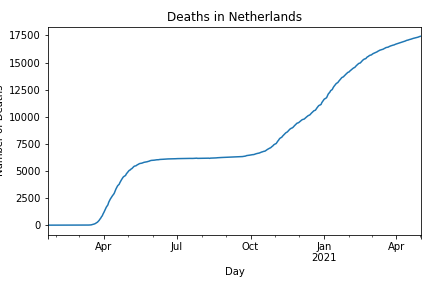 Deaths in Netherlands
Number of Deaths
17500
15000
12500
10000
7500
5000
2500
0
Apr
Jul
Oct
Jan
2021
Apr
Day